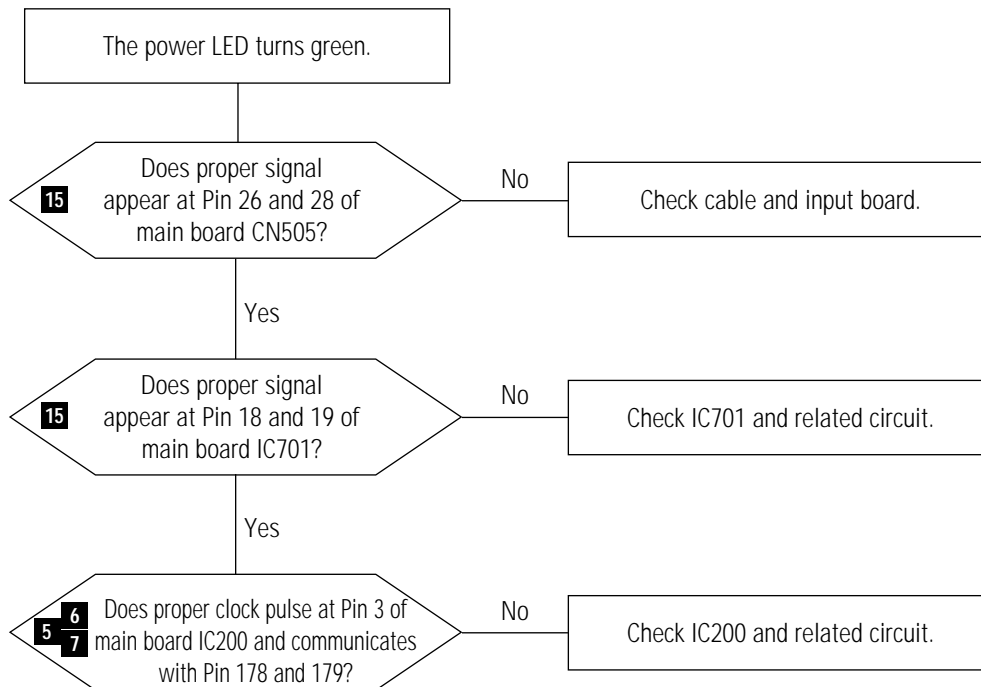 The power LED turns green.
Does proper signal
15
appear at Pin 26 and 28 of
main board CN505?
No
Check cable and input board.
Yes
Does proper signal
15
appear at Pin 18 and 19 of
main board IC701?
No
Check IC701 and related circuit.
Yes
5
6
7
Does proper clock pulse at Pin 3 of
main board IC200 and communicates
with Pin 178 and 179?
No
Check IC200 and related circuit.